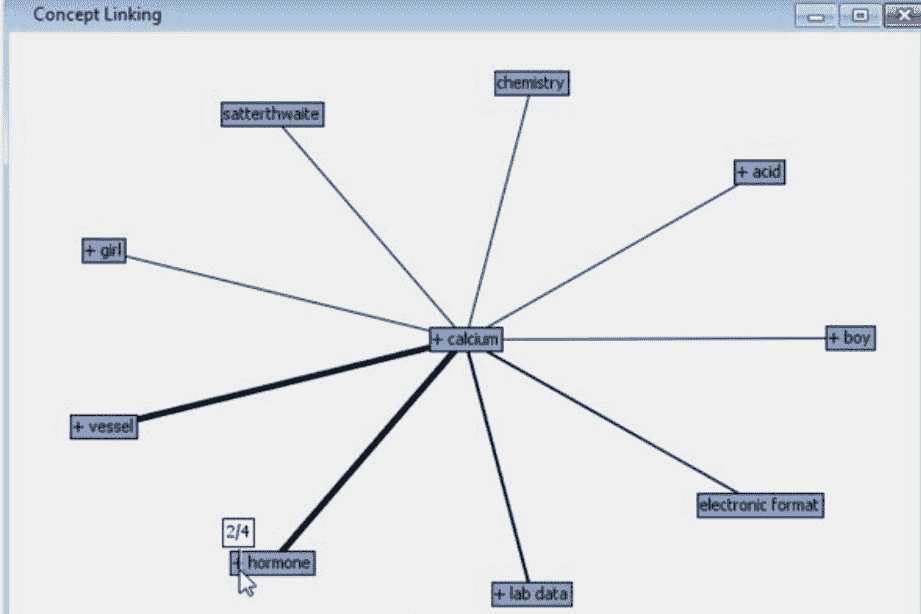 Concept Linking
chemistry
satterthwaite
+ acid
+ girl
+ calcium
+ boy
+ vessel
electronic format
2/4
+ hormone
+ lab data